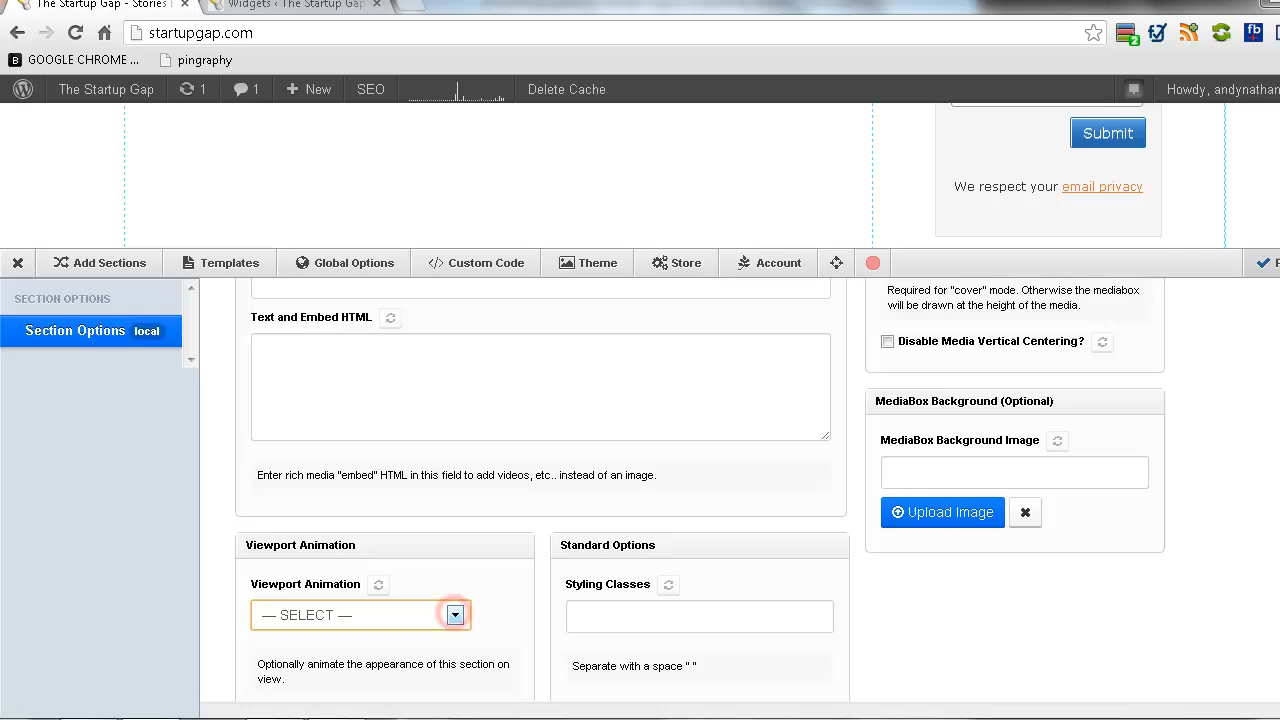 The Startup Gap - Stories
Widgets ‹ The Startup Gap
startupgap.com
2
fb
GOOGLE CHROME ...
pingraphy
The Startup Gap
1
1
New
SEO
Delete Cache
Howdy, andynathan
Submit
We respect your email privacy
Add Sections
Templates
Global Options
Custom Code
Theme
Store
Account
SECTION OPTIONS
Section Options local
Required for "cover" mode. Otherwise the mediabox
will be drawn at the height of the media.
Text and Embed HTML
Disable Media Vertical Centering?
MediaBox Background (Optional)
MediaBox Background Image
Enter rich media "embed" HTML in this field to add videos, etc.. instead of an image.
Upload Image
Viewport Animation
Standard Options
Viewport Animation
Styling Classes
— SELECT —
Optionally animate the appearance of this section on
view.
Separate with a space " "